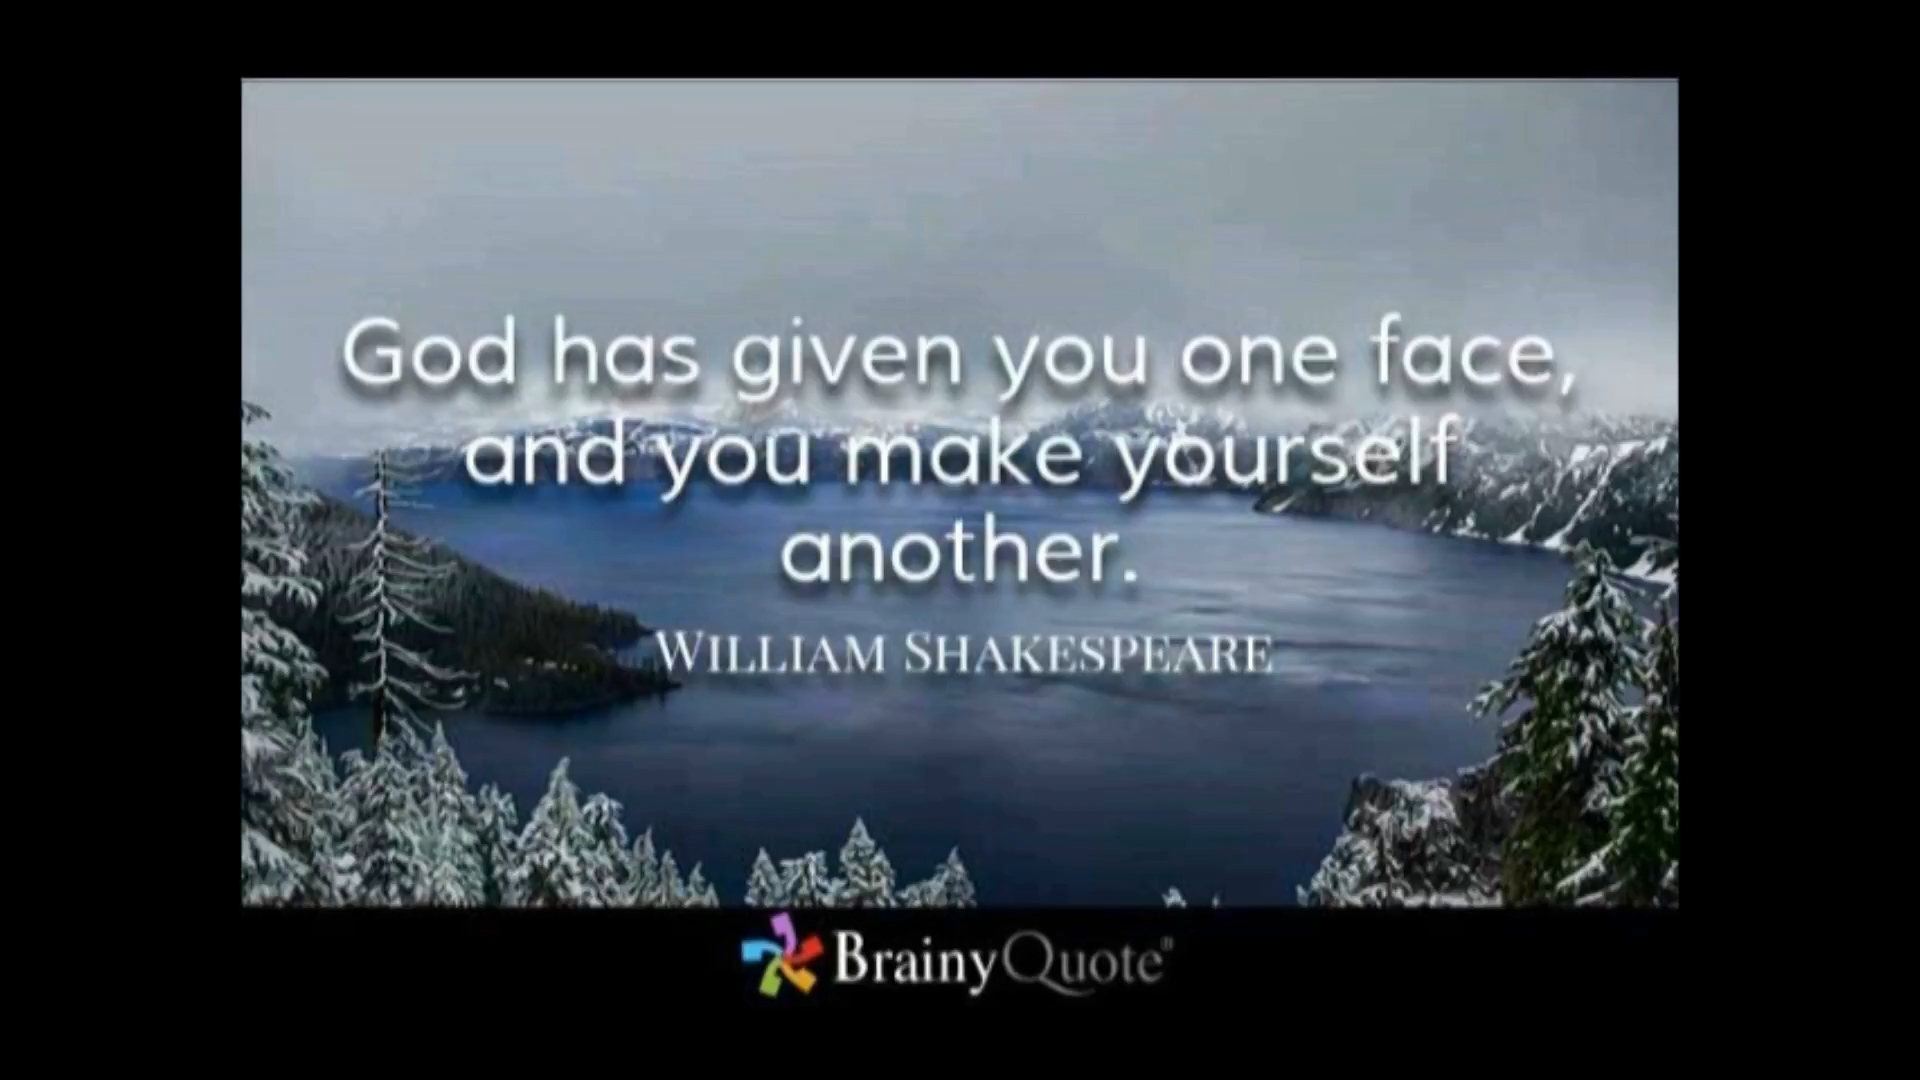 God has given you one face,
and you make yourself
another.
WILLIAM SHAKESPEARE
BrainyQuote®